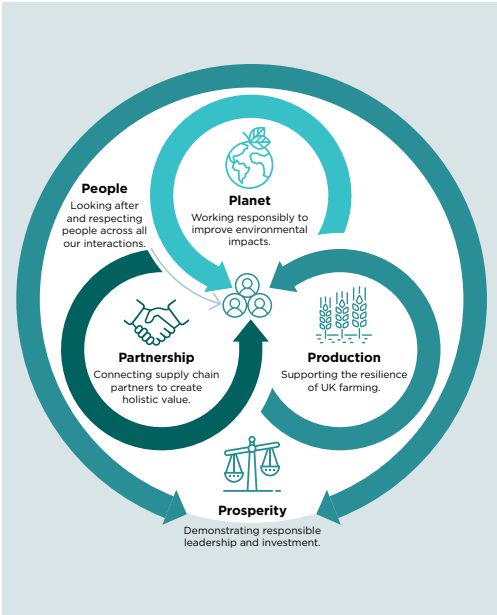 People
Looking after
and respecting
people across all
our interactions.
Planet
Working responsibly to
improve environmental
impacts.
Partnership
Connecting supply chain
partners to create
holistic value.
Production
Supporting the resilience
of UK farming.
Prosperity
Demonstrating responsible
leadership and investment.